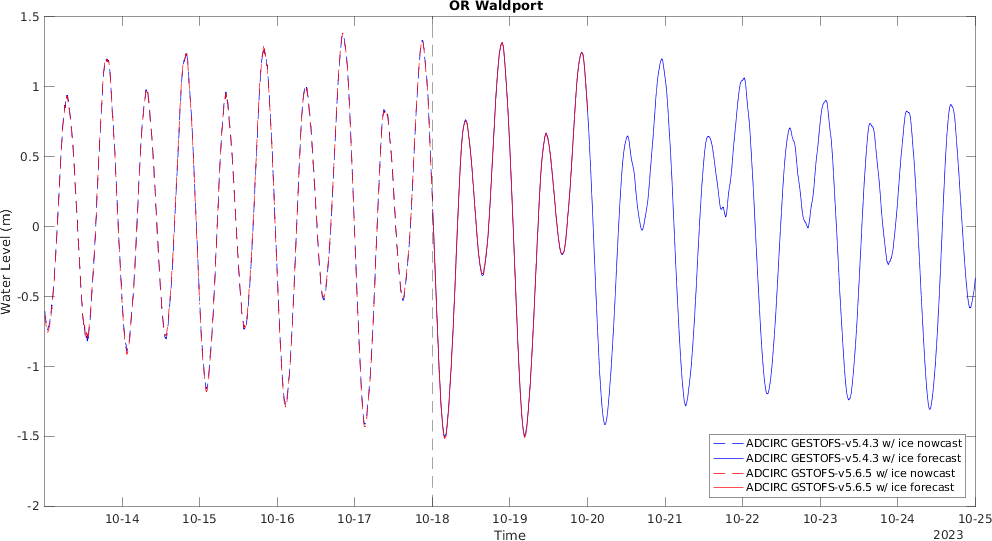 OR Waldport
Water Level (m)
1.5
1
0.5
0
-0.5
-1
-1.5
-2
10-14 10-15 10-16 10-17 10-18 10-19 10-20 10-21 10-22 10-23 10-24 10-25
Time
2023
ADCIRC GESTOFS-v5.4.3 w/ ice nowcast
ADCIRC GESTOFS-v5.4.3 w/ ice forecast
ADCIRC GSTOFS-v5.6.5 w/ ice nowcast
ADCIRC GSTOFS-v5.6.5 w/ ice forecast